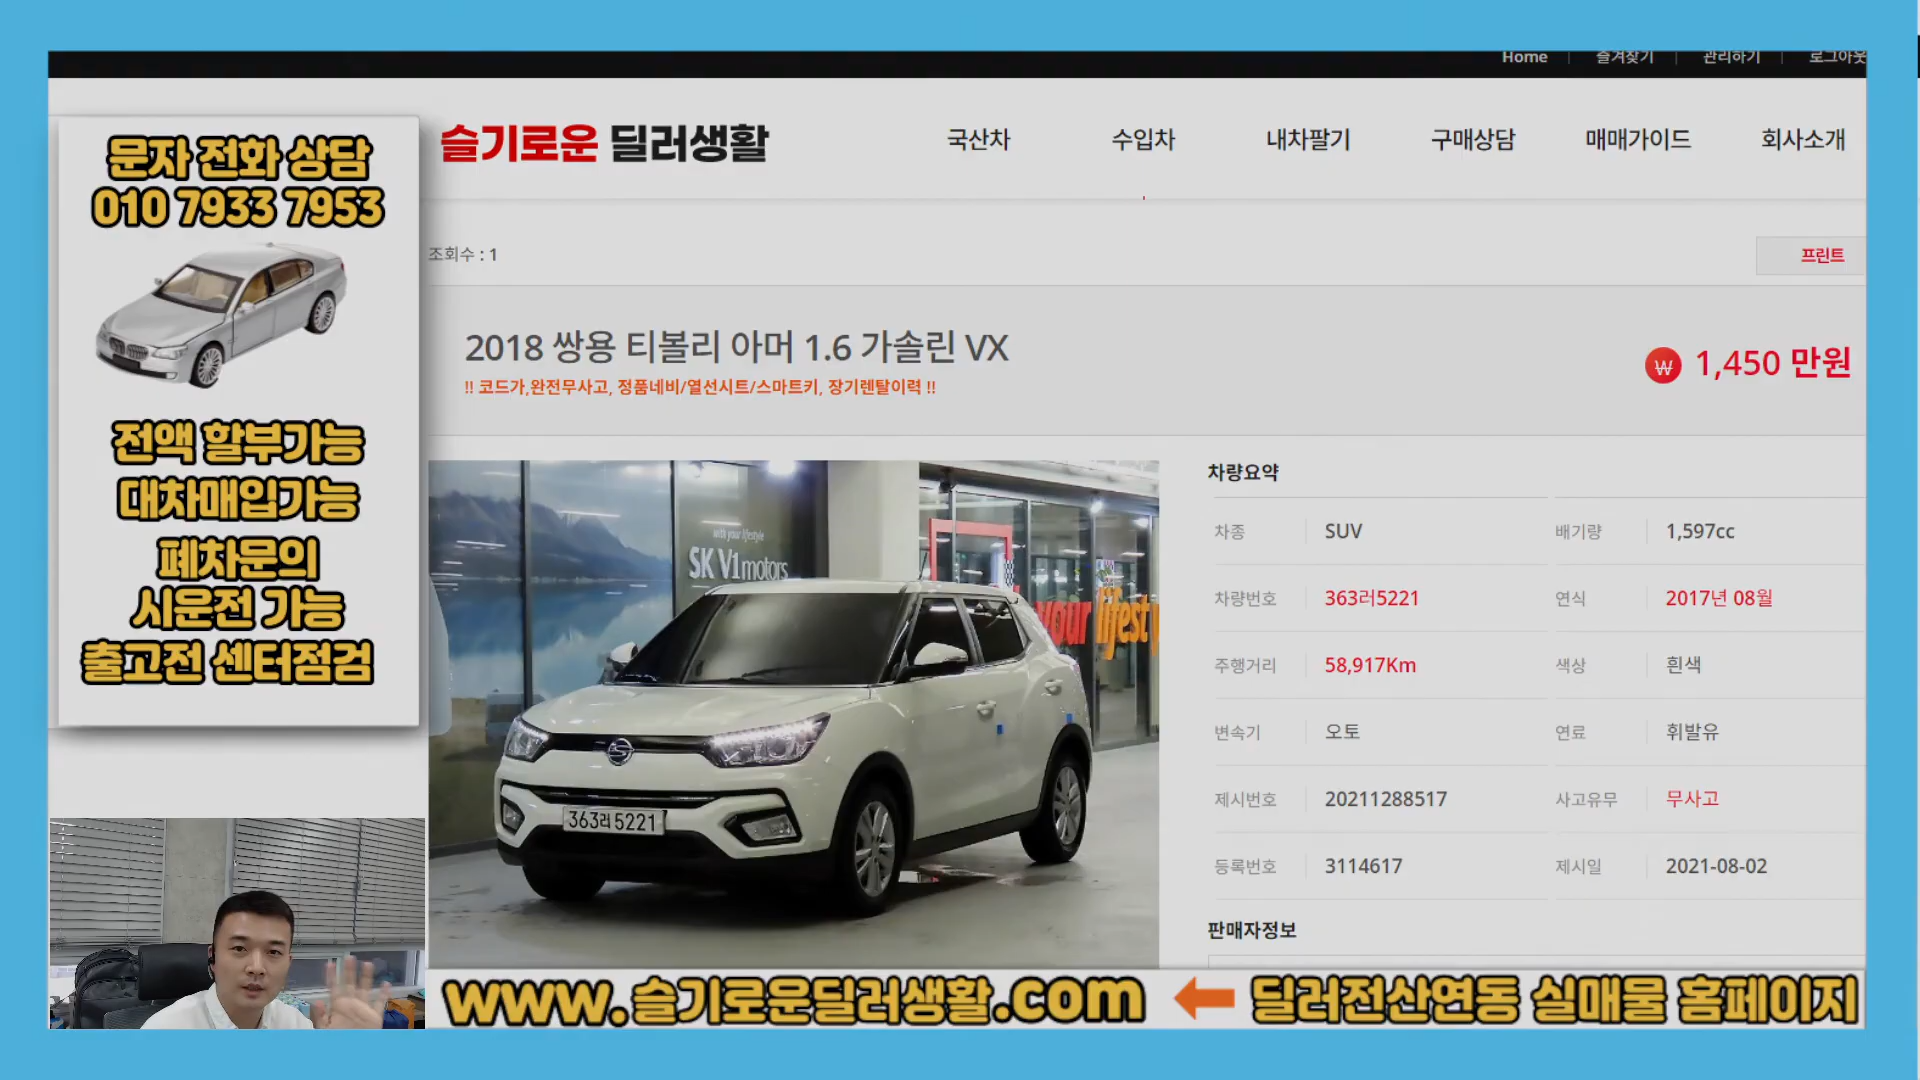 Home | 즐겨찾기 | 관리하기 | 로그아웃
문자 전화 상담
010 7933 7953
전액 할부가능
대차매입가능
폐차문의
시운전 가능
출고전 센터점검
슬기로운 딜러생활
국산차 수입차 내차팔기 구매상담 매매가이드 회사소개
조회수 : 1
프린트
2018 쌍용 티볼리 아머 1.6 가솔린 VX
!! 코드가,완전무사고, 정품네비/열선시트/스마트키, 장기렌탈이력 !!
₩ 1,450 만원
with your lifestyle
SK V1motors
your lifesty
363러 5221
차량요약
차종 SUV 배기량 1,597cc
차량번호 363러5221 연식 2017년 08월
주행거리 58,917Km 색상 흰색
변속기 오토 연료 휘발유
제시번호 20211288517 사고유무 무사고
등록번호 3114617 제시일 2021-08-02
판매자정보
www.슬기로운딜러생활.com ← 딜러전산연동 실매물 홈페이지